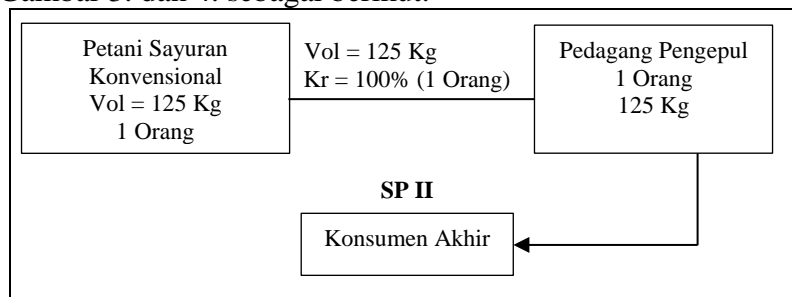 Gambar 3. dan 4. sebagai berikut:
Petani Sayuran
Konvensional
Vol = 125 Kg
1 Orang
Vol = 125 Kg
Kr = 100% (1 Orang)
Pedagang Pengepul
1 Orang
125 Kg
SP II
Konsumen Akhir